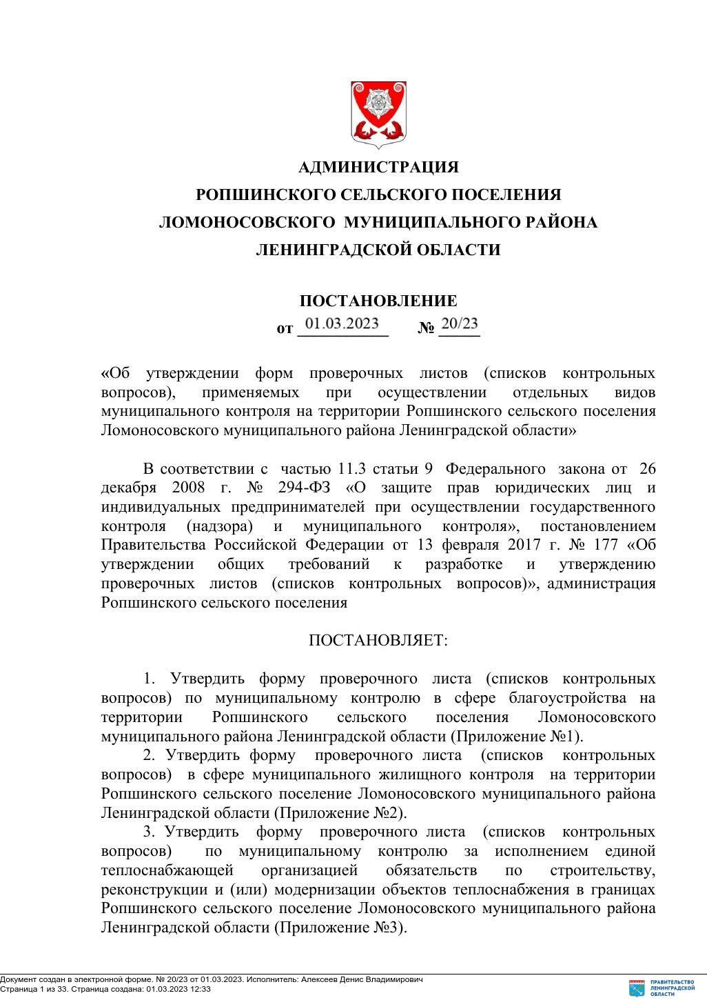 АДМИНИСТРАЦИЯ
РОПШИНСКОГО СЕЛЬСКОГО ПОСЕЛЕНИЯ
ЛОМОНОСОВСКОГО МУНИЦИПАЛЬНОГО РАЙОНА
ЛЕНИНГРАДСКОЙ ОБЛАСТИ
ПОСТАНОВЛЕНИЕ
от 01.03.2023 № 20/23
«Об утверждении форм проверочных листов (списков контрольных
вопросов), применяемых при осуществлении отдельных видов
муниципального контроля на территории Ропшинского сельского поселения
Ломоносовского муниципального района Ленинградской области»
В соответствии с частью 11.3 статьи 9 Федерального закона от 26
декабря 2008 г. № 294-ФЗ «О защите прав юридических лиц и
индивидуальных предпринимателей при осуществлении государственного
контроля (надзора) и муниципального контроля», постановлением
Правительства Российской Федерации от 13 февраля 2017 г. № 177 «Об
утверждении общих требований к разработке и утверждению
проверочных листов (списков контрольных вопросов)», администрация
Ропшинского сельского поселения
ПОСТАНОВЛЯЕТ:
1. Утвердить форму проверочного листа (списков контрольных
вопросов) по муниципальному контролю в сфере благоустройства на
территории Ропшинского сельского поселения Ломоносовского
муниципального района Ленинградской области (Приложение №1).
2. Утвердить форму проверочного листа (списков контрольных
вопросов) в сфере муниципального жилищного контроля на территории
Ропшинского сельского поселение Ломоносовского муниципального района
Ленинградской области (Приложение №2).
3. Утвердить форму проверочного листа (списков контрольных
вопросов) по муниципальному контролю за исполнением единой
теплоснабжающей организацией обязательств по строительству,
реконструкции и (или) модернизации объектов теплоснабжения в границах
Ропшинского сельского поселение Ломоносовского муниципального района
Ленинградской области (Приложение №3).
Документ создан в электронной форме. № 20/23 от 01.03.2023. Исполнитель: Алексеев Денис Владимирович
Страница 1 из 33. Страница создана: 01.03.2023 12:33
ПРАВИТЕЛЬСТВО
ЛЕНИНГРАДСКОЙ
ОБЛАСТИ